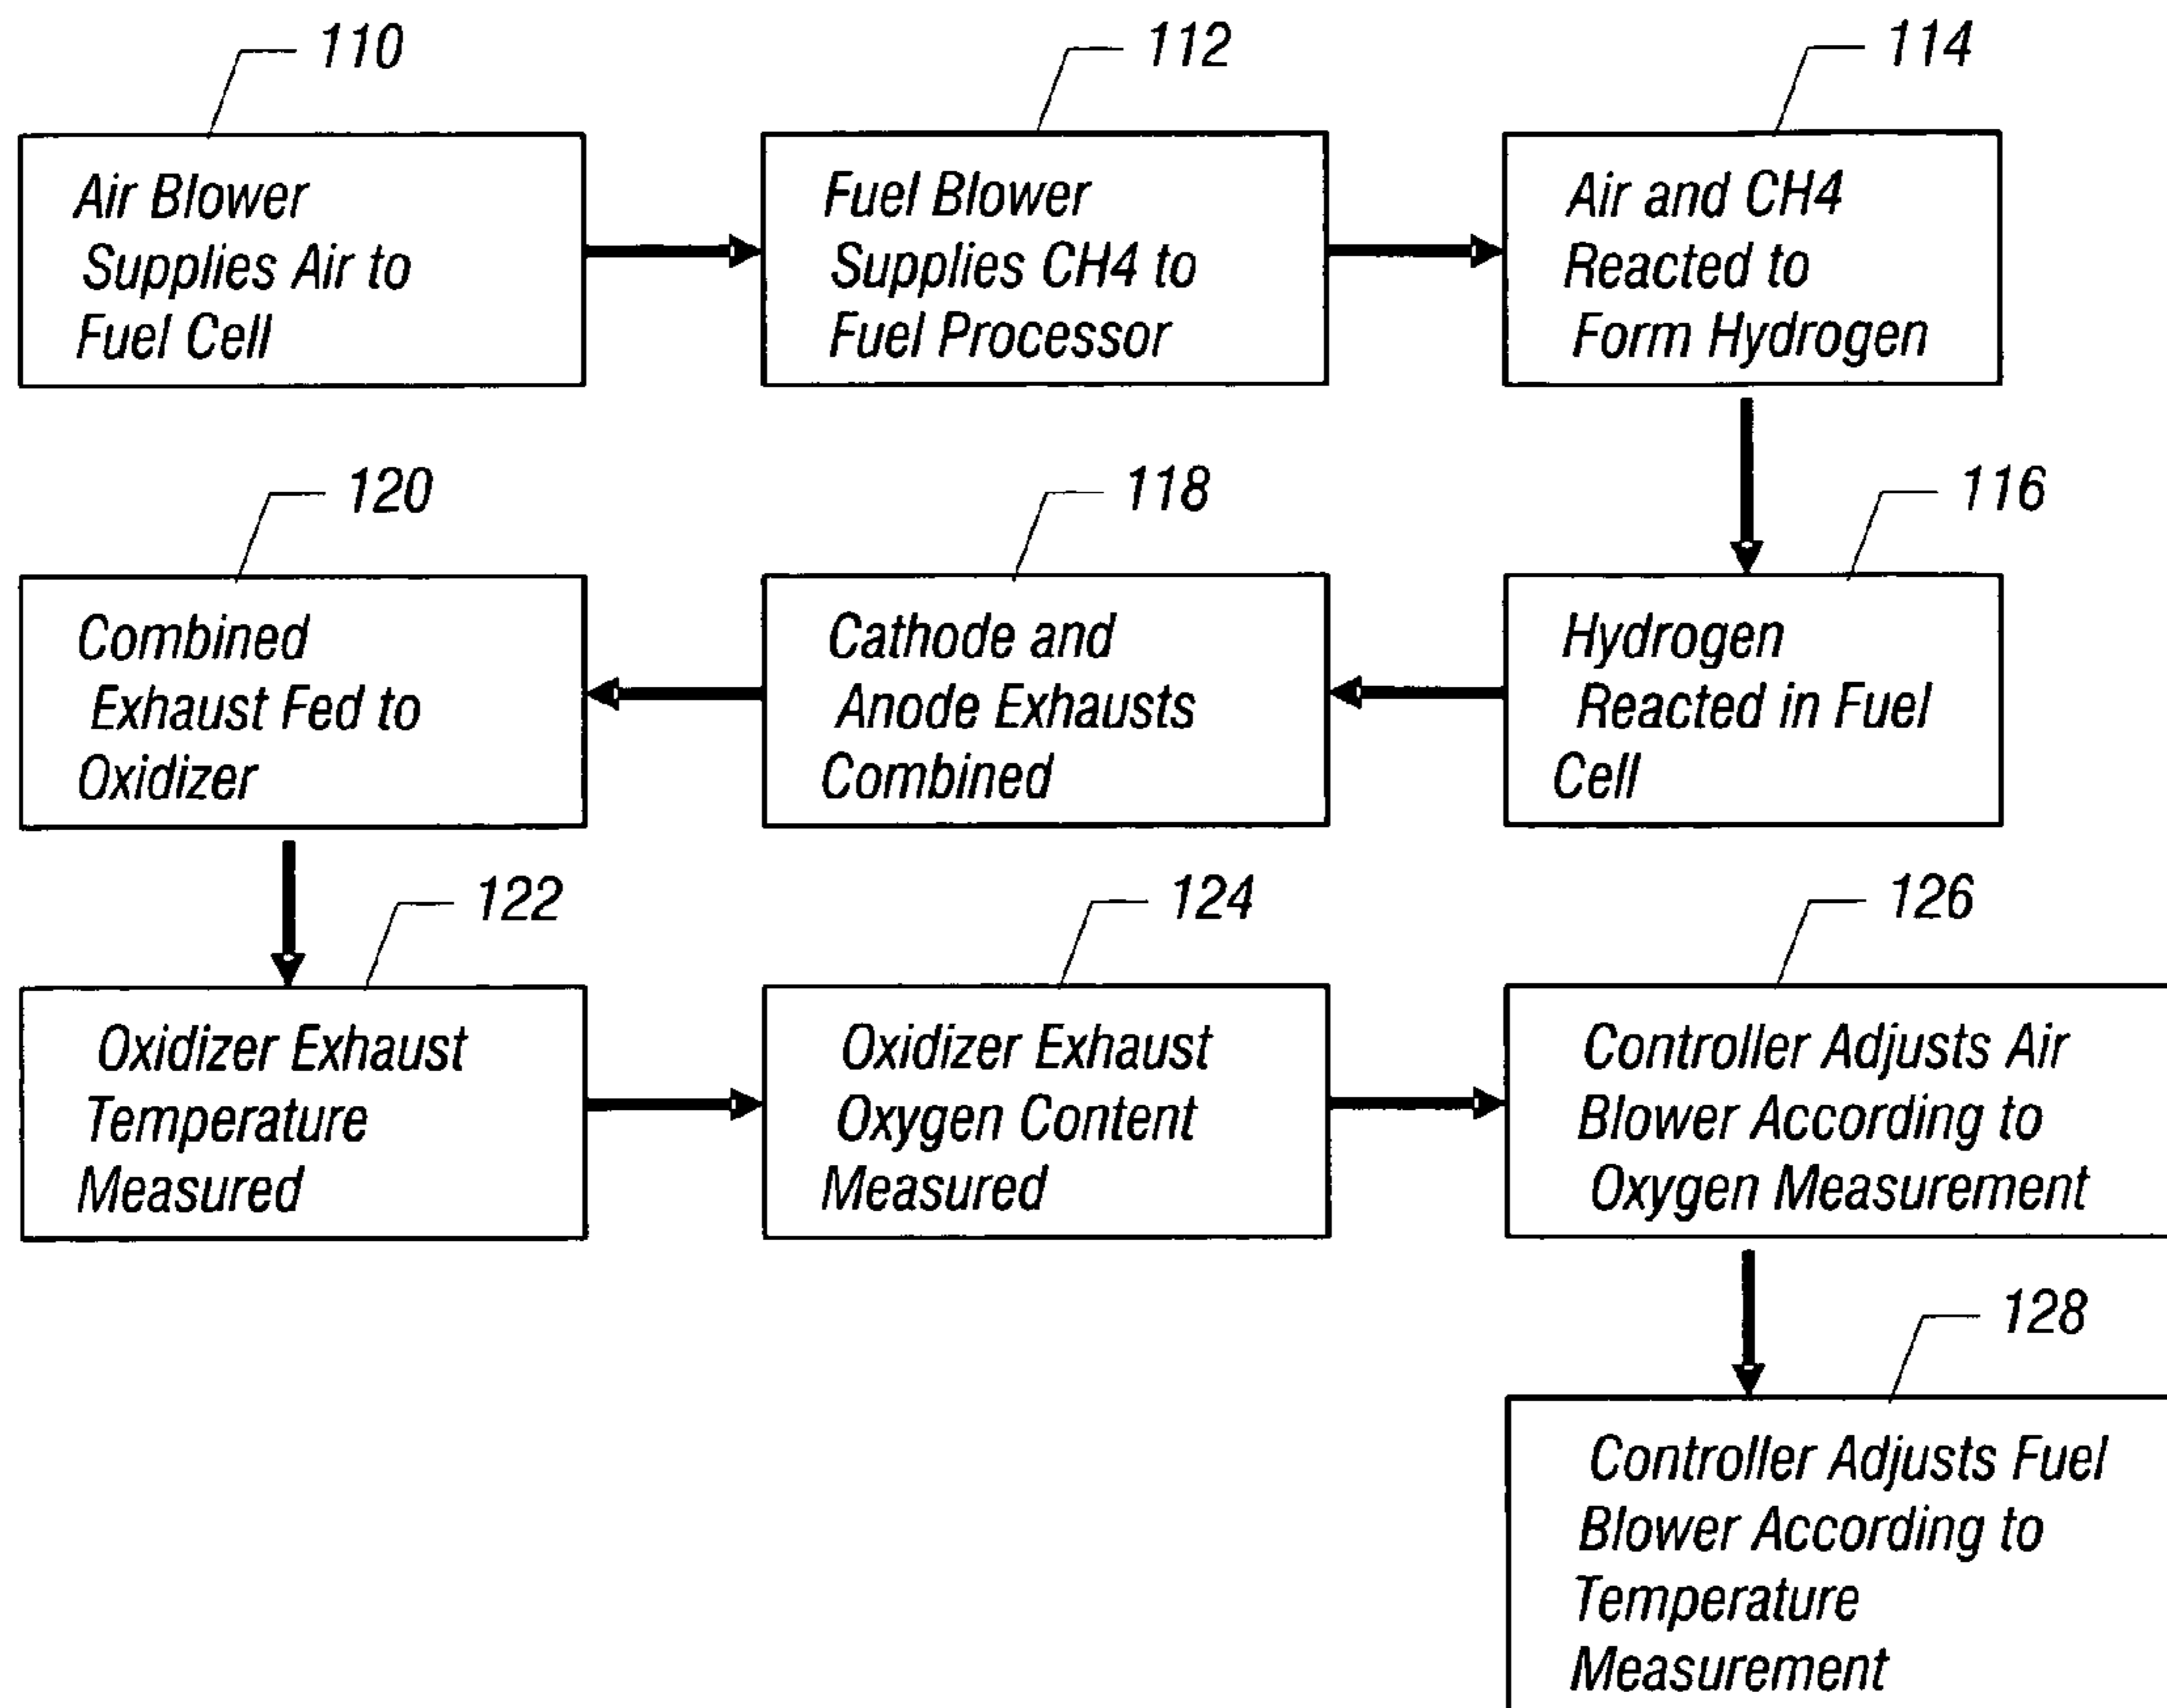 110
Air Blower
Supplies Air to
Fuel Cell
112
Fuel Blower
Supplies CH4 to
Fuel Processor
114
Air and CH4
Reacted to
Form Hydrogen
116
Hydrogen
Reacted in Fuel
Cell
118
Cathode and
Anode Exhausts
Combined
120
Combined
Exhaust Fed to
Oxidizer
122
Oxidizer Exhaust
Temperature
Measured
124
Oxidizer Exhaust
Oxygen Content
Measured
126
Controller Adjusts Air
Blower According to
Oxygen Measurement
128
Controller Adjusts Fuel
Blower According to
Temperature
Measurement